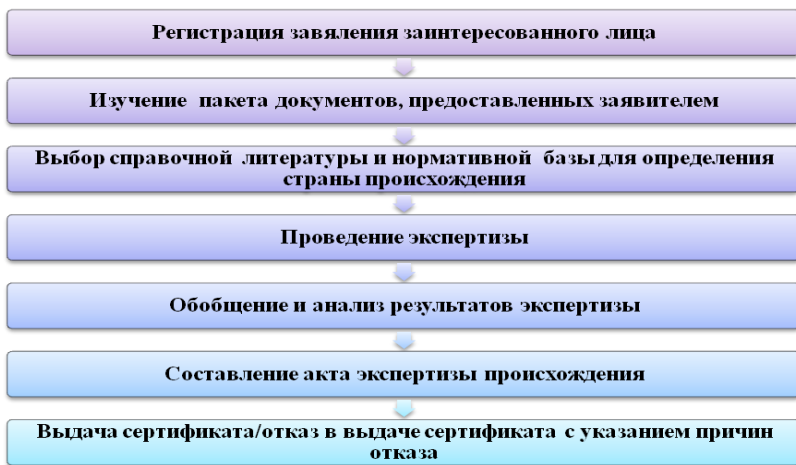 Регистрация завяления заинтересованного лица
Изучение пакета документов, предоставленных заявителем
Выбор справочной литературы и нормативной базы для определения
страны происхождения
Проведение экспертизы
Обобщение и анализ результатов экспертизы
Составление акта экспертизы происхождения
Выдача сертификата/отказ в выдаче сертификата с указанием причин
отказа